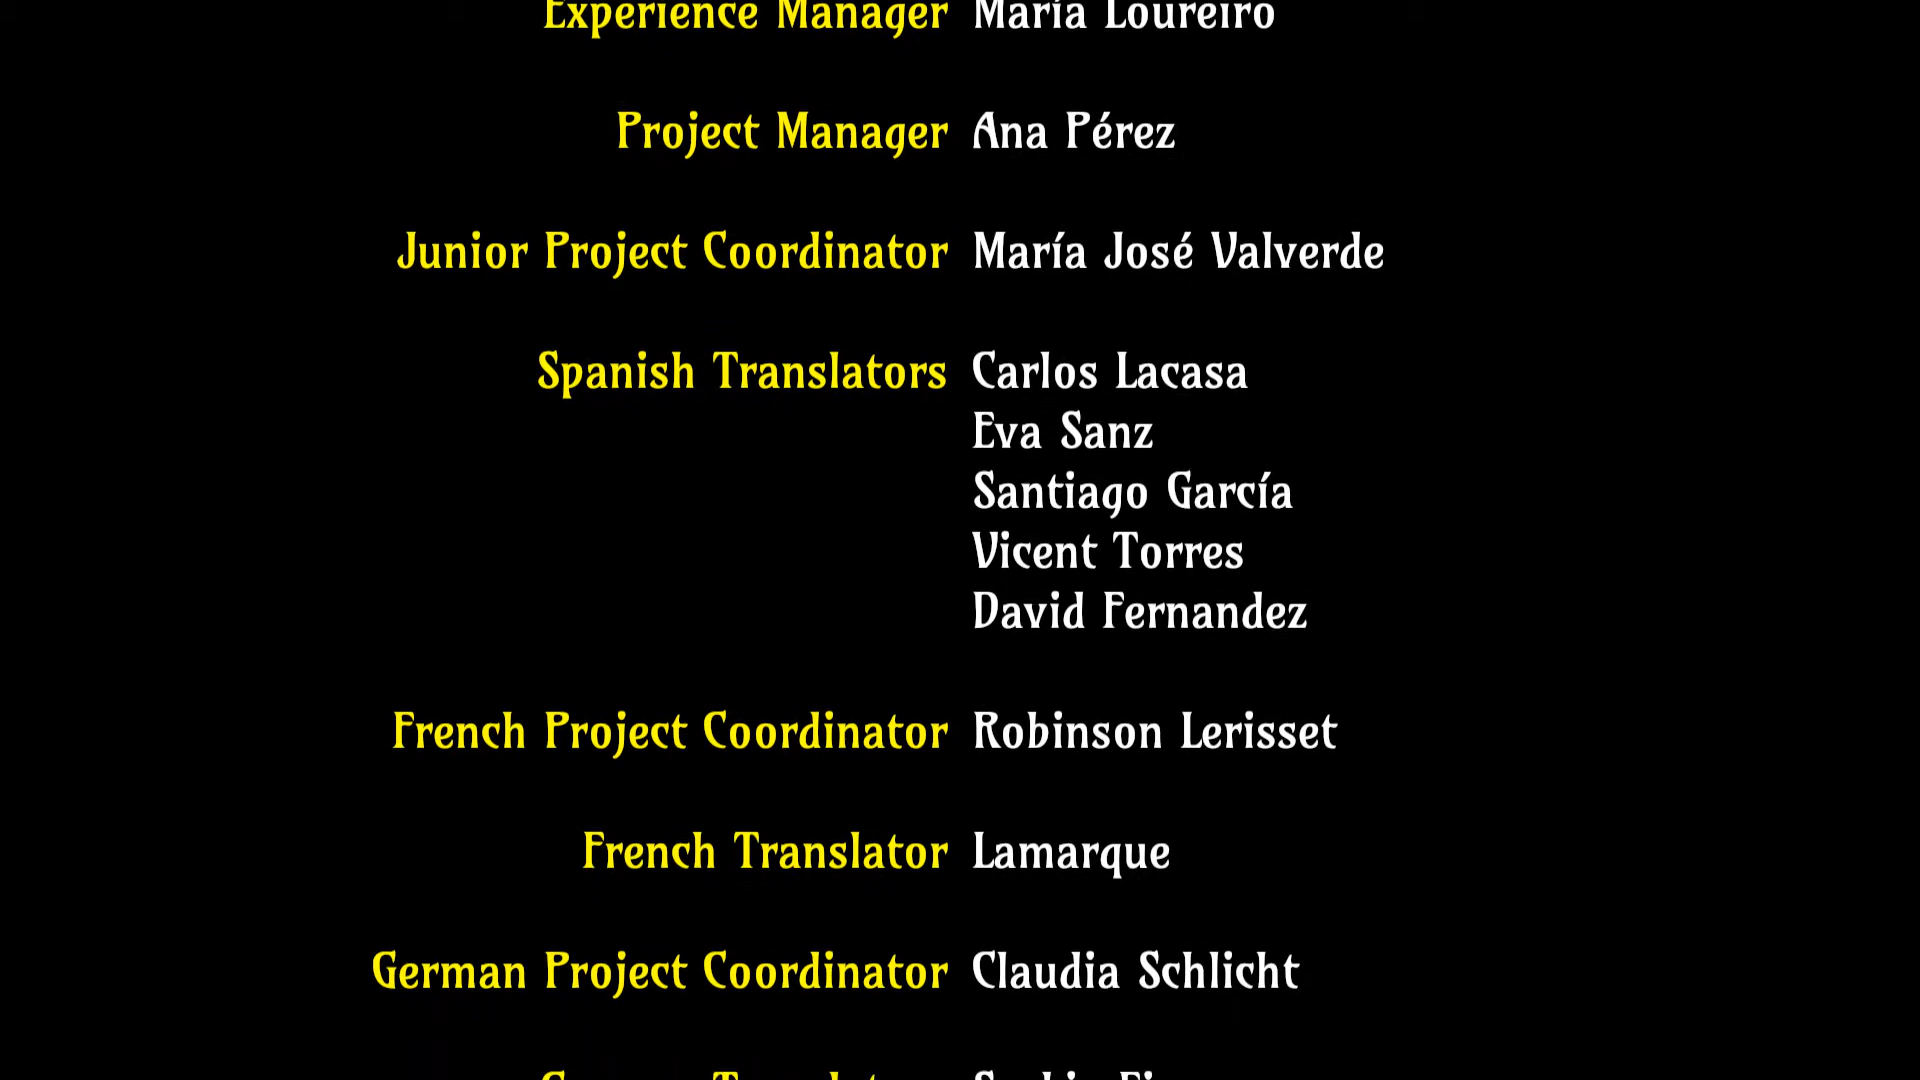 Experience Manager María Loureiro
Project Manager Ana Pérez
Junior Project Coordinator María José Valverde
Spanish Translators Carlos Lacasa
Eva Sanz
Santiago García
Vicent Torres
David Fernandez
French Project Coordinator Robinson Lerisset
French Translator Lamarque
German Project Coordinator Claudia Schlicht